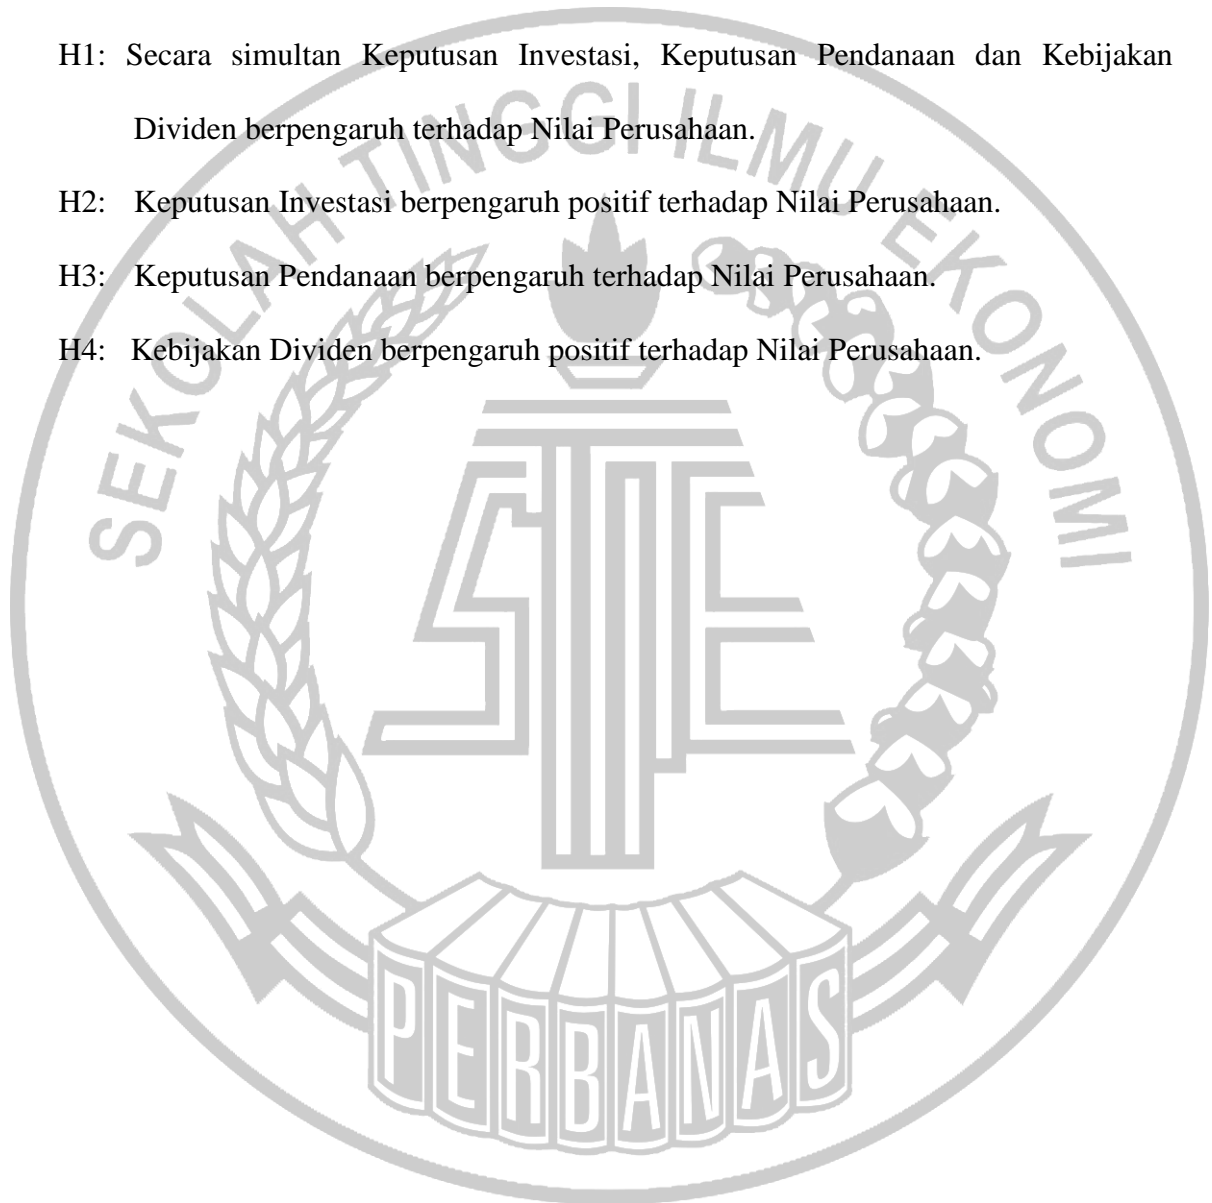 H1: Secara simultan Keputusan Investasi, Keputusan Pendanaan dan Kebijakan
Dividen berpengaruh terhadap Nilai Perusahaan.
H2: Keputusan Investasi berpengaruh positif terhadap Nilai Perusahaan.
H3: Keputusan Pendanaan berpengaruh terhadap Nilai Perusahaan.
H4: Kebijakan Dividen berpengaruh positif terhadap Nilai Perusahaan.
SEKOLAH TINGGI ILMU EKONOMI
STIE
PERBANAS